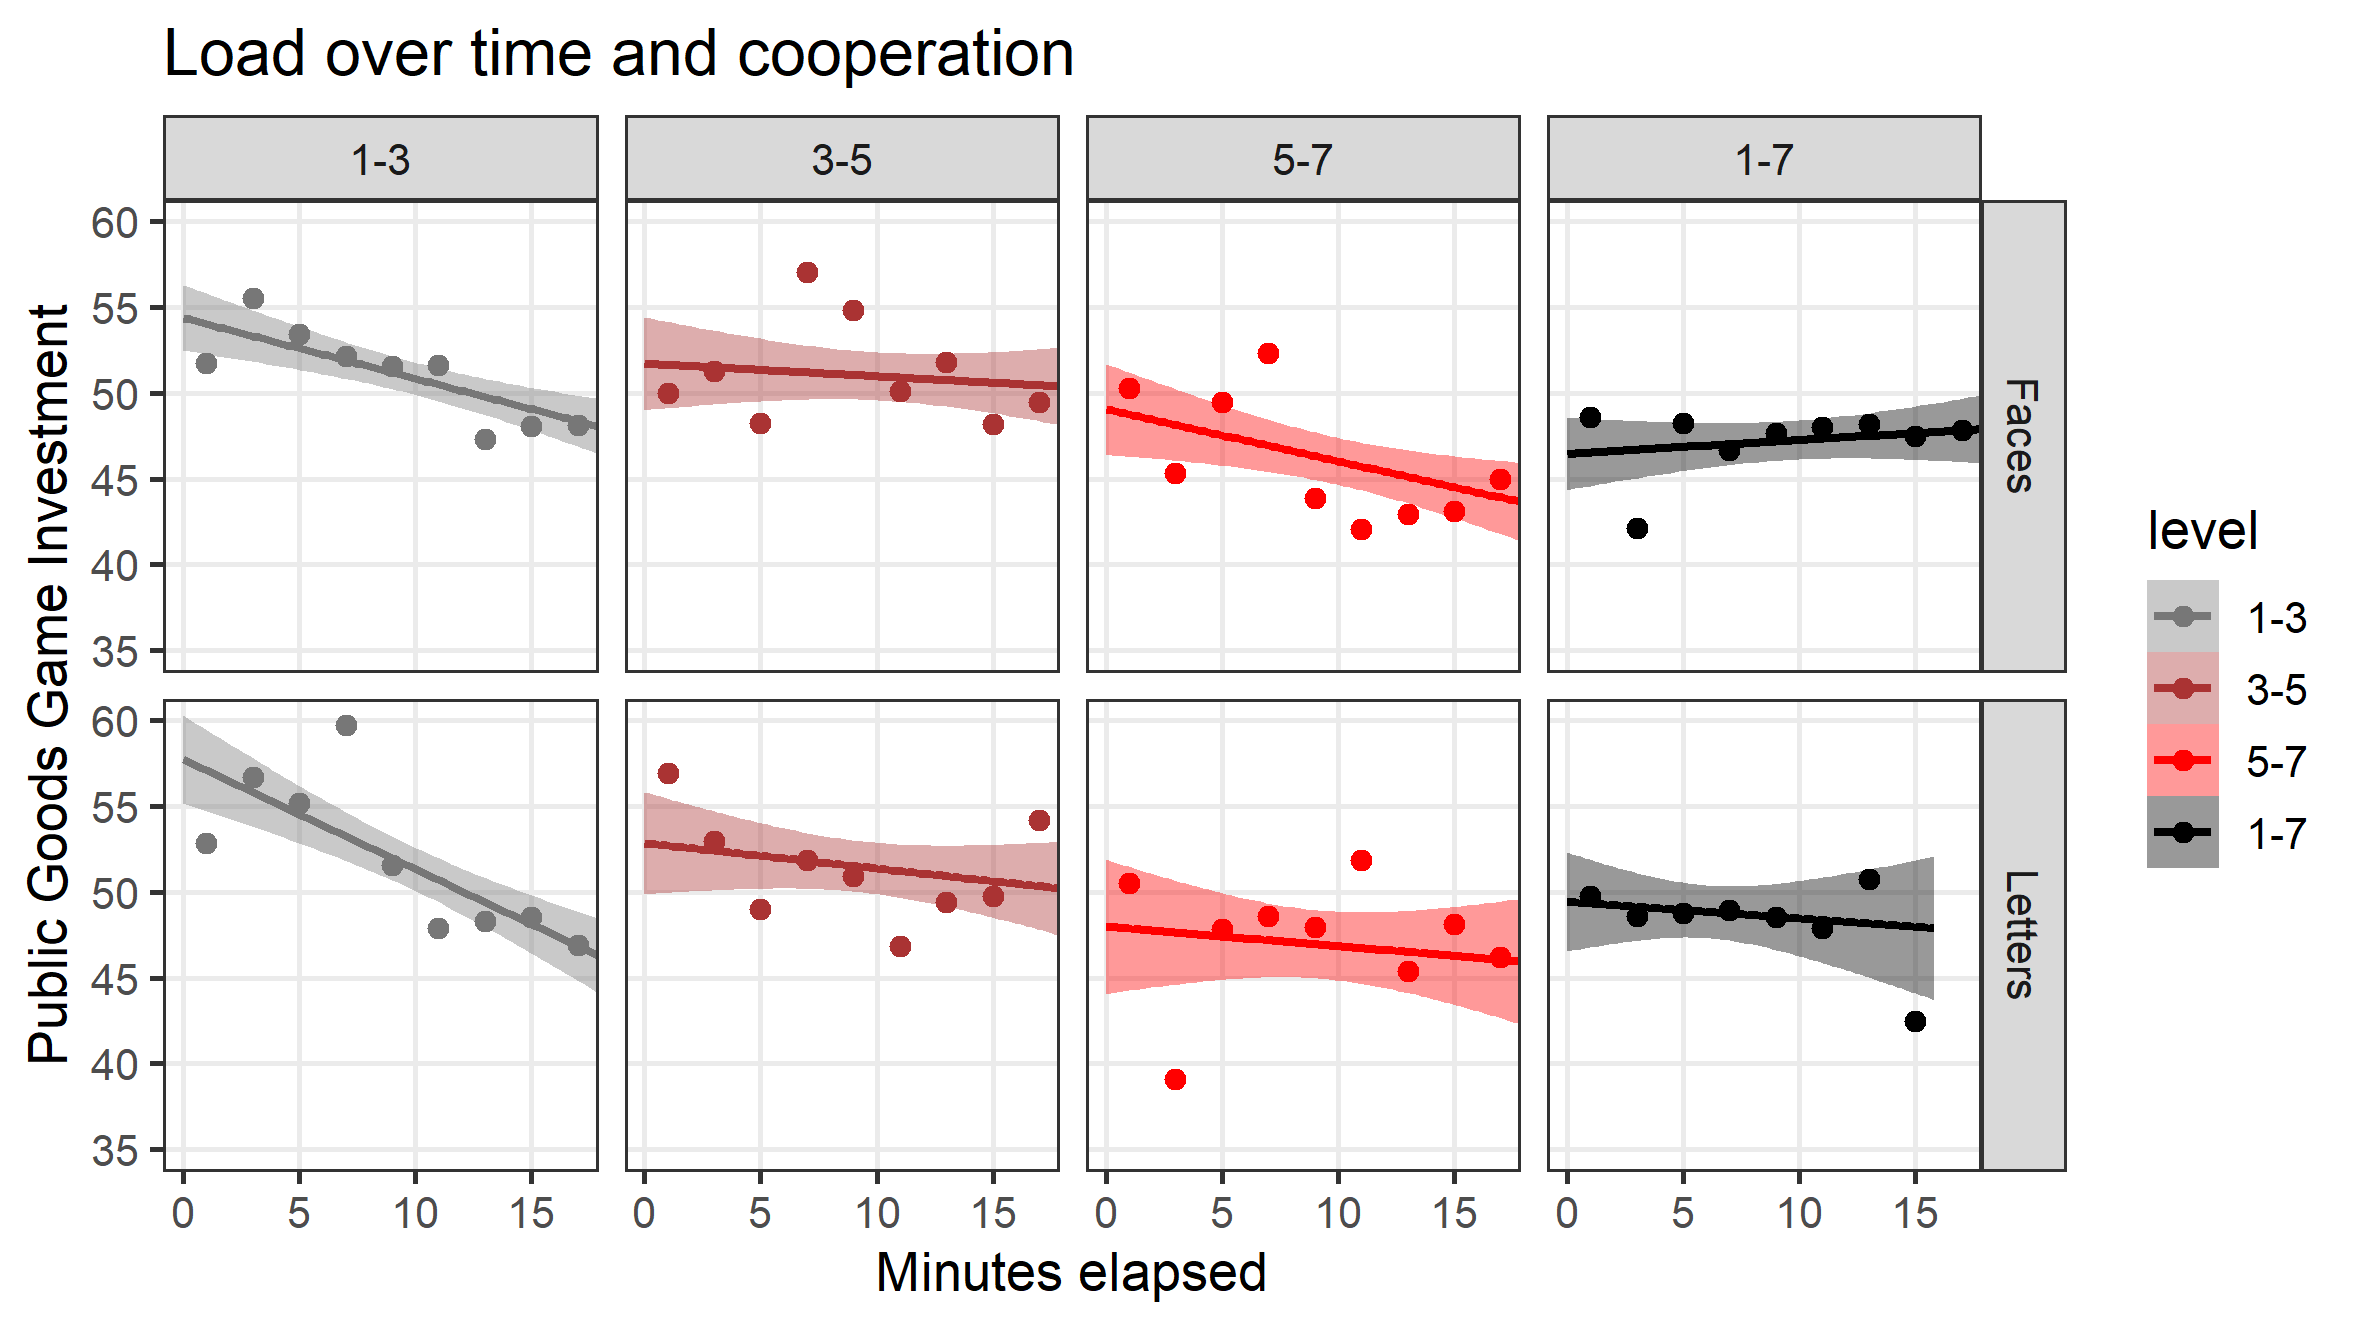 Load over time and cooperation
1-3
3-5
5-7
1-7
60
55
50
45
40
35
Faces
60
55
50
45
40
35
Letters
0 5 10 15
0 5 10 15
0 5 10 15
0 5 10 15
Minutes elapsed
Public Goods Game Investment
level
1-3
3-5
5-7
1-7